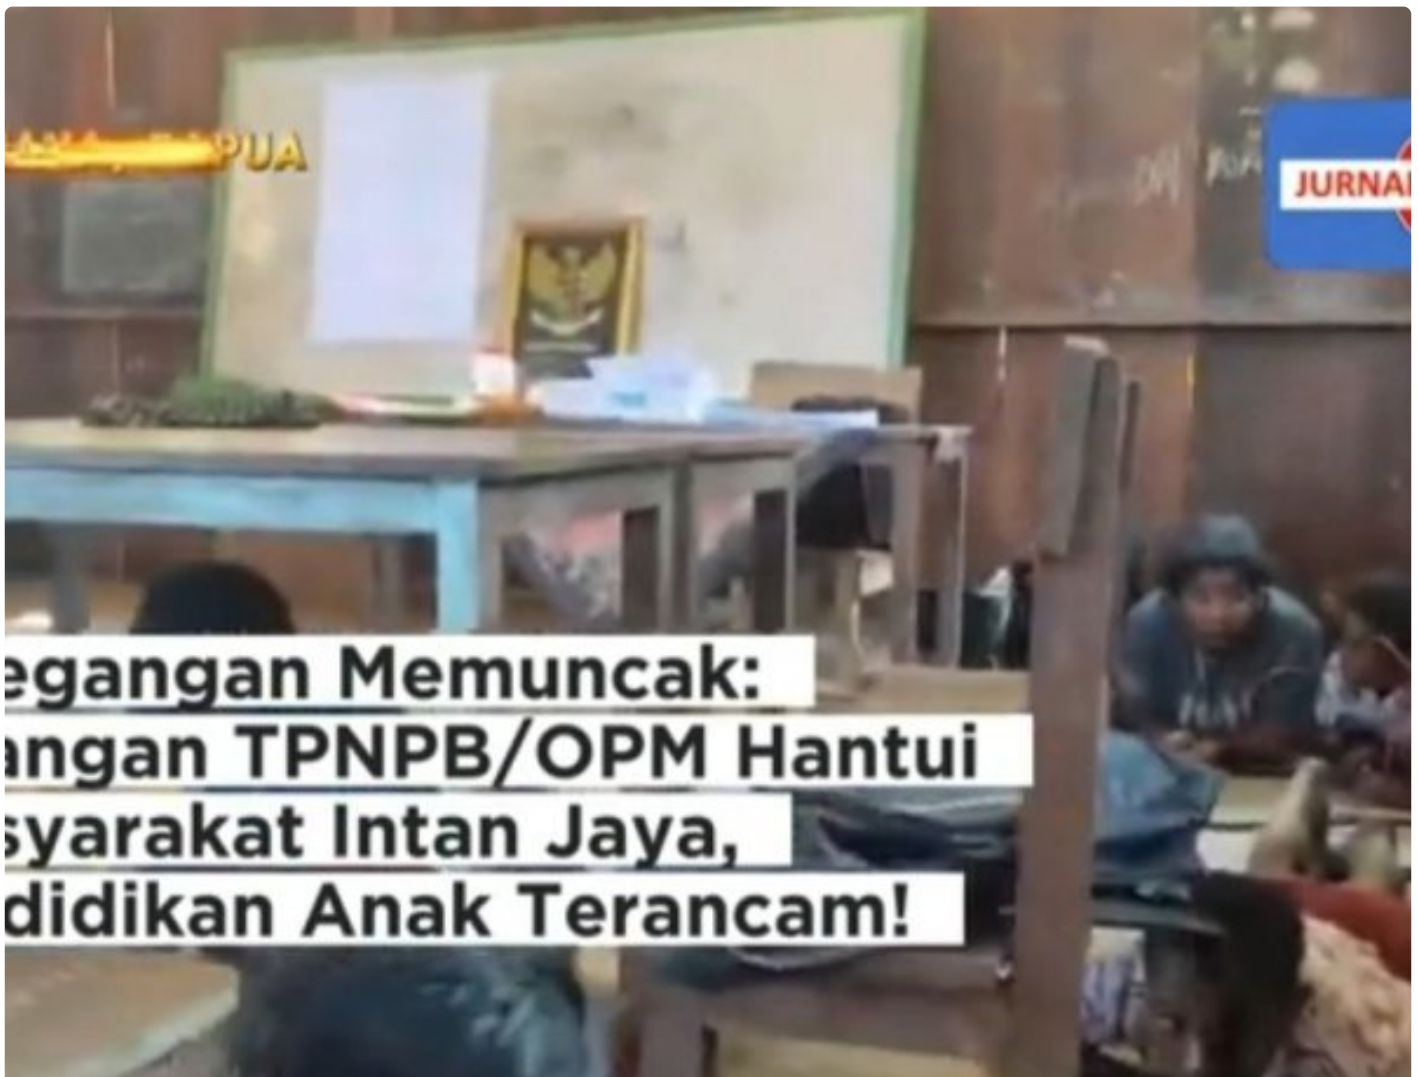 PUA
JURNA
egangan Memuncak:
angan TPNPB/OPM Hantui
syarakat Intan Jaya,
didikan Anak Terancam!